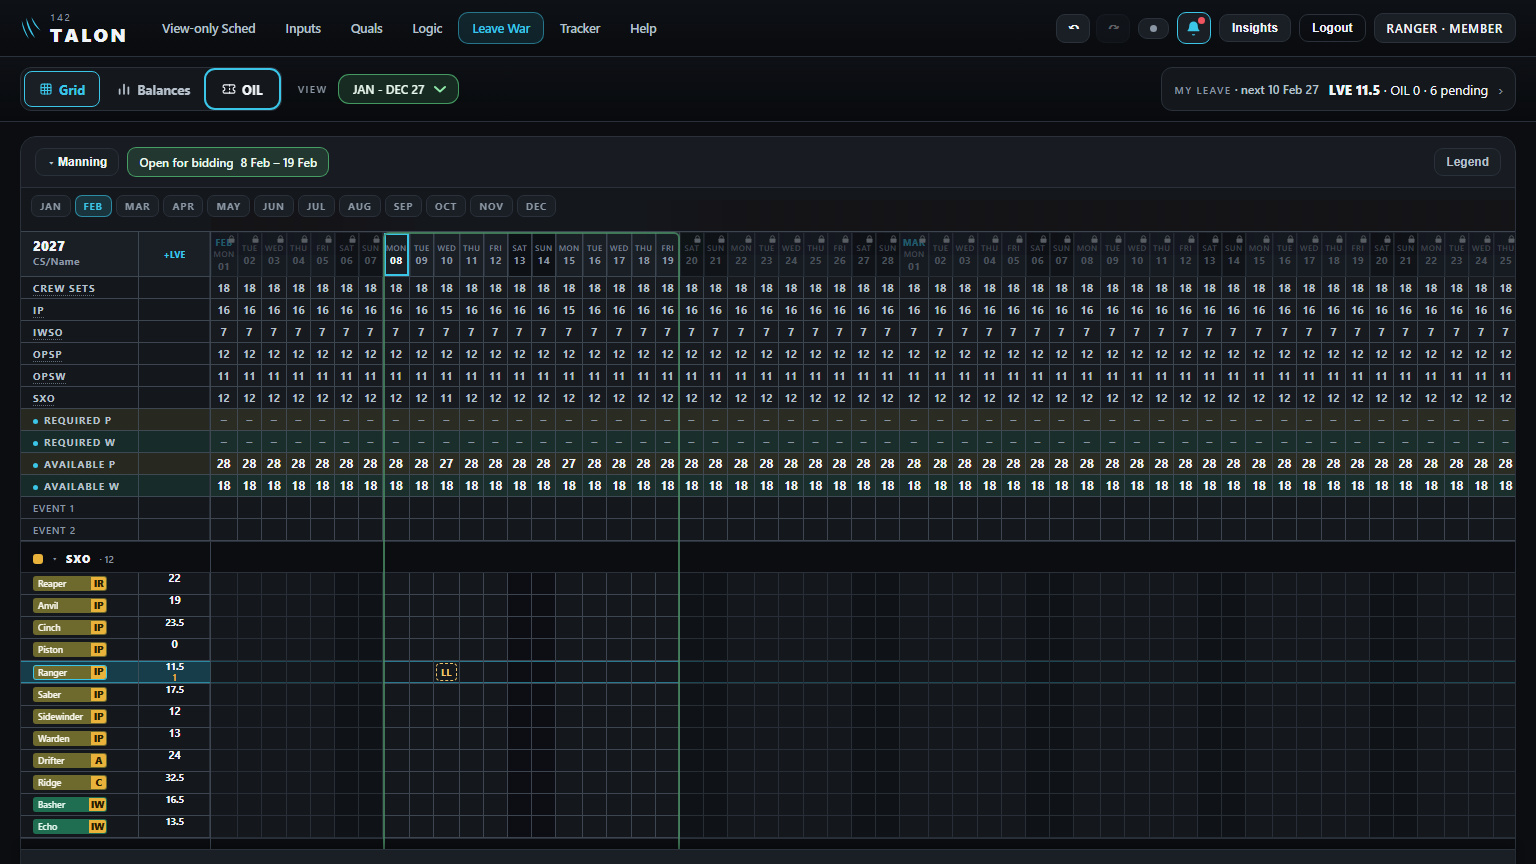 142
TALON
View-only Sched Inputs Quals Logic Leave War Tracker Help
Insights Logout RANGER · MEMBER
Grid Balances OIL VIEW JAN - DEC 27
MY LEAVE · next 10 Feb 27 LVE 11.5 · OIL 0 · 6 pending ›
Manning Open for bidding 8 Feb – 19 Feb Legend
JAN FEB MAR APR MAY JUN JUL AUG SEP OCT NOV DEC
2027
CS/Name
+LVE
FEB MAR
MON TUE WED THU FRI SAT SUN MON TUE WED THU FRI SAT SUN MON TUE WED THU FRI SAT SUN MON TUE WED THU FRI SAT SUN MON TUE WED THU FRI SAT SUN MON TUE WED THU FRI SAT SUN MON TUE WED THU FRI SAT SUN MON TUE WED THU
01 02 03 04 05 06 07 08 09 10 11 12 13 14 15 16 17 18 19 20 21 22 23 24 25 26 27 28 01 02 03 04 05 06 07 08 09 10 11 12 13 14 15 16 17 18 19 20 21 22 23 24 25
CREW SETS 18 18 18 18 18 18 18 18 18 18 18 18 18 18 18 18 18 18 18 18 18 18 18 18 18 18 18 18 18 18 18 18 18 18 18 18 18 18 18 18 18 18 18 18 18 18 18 18 18 18 18 18 18
IP 16 16 16 16 16 16 16 16 16 15 16 16 16 16 15 16 16 16 16 16 16 16 16 16 16 16 16 16 16 16 16 16 16 16 16 16 16 16 16 16 16 16 16 16 16 16 16 16 16 16 16 16 16
IWSO 7 7 7 7 7 7 7 7 7 7 7 7 7 7 7 7 7 7 7 7 7 7 7 7 7 7 7 7 7 7 7 7 7 7 7 7 7 7 7 7 7 7 7 7 7 7 7 7 7 7 7 7 7
OPSP 12 12 12 12 12 12 12 12 12 12 12 12 12 12 12 12 12 12 12 12 12 12 12 12 12 12 12 12 12 12 12 12 12 12 12 12 12 12 12 12 12 12 12 12 12 12 12 12 12 12 12 12 12
OPSW 11 11 11 11 11 11 11 11 11 11 11 11 11 11 11 11 11 11 11 11 11 11 11 11 11 11 11 11 11 11 11 11 11 11 11 11 11 11 11 11 11 11 11 11 11 11 11 11 11 11 11 11 11
SXO 12 12 12 12 12 12 12 12 12 11 12 12 12 12 12 12 12 12 12 12 12 12 12 12 12 12 12 12 12 12 12 12 12 12 12 12 12 12 12 12 12 12 12 12 12 12 12 12 12 12 12 12 12
REQUIRED P – – – – – – – – – – – – – – – – – – – – – – – – – – – – – – – – – – – – – – – – – – – – – – – – – – – – –
REQUIRED W – – – – – – – – – – – – – – – – – – – – – – – – – – – – – – – – – – – – – – – – – – – – – – – – – – – – –
AVAILABLE P 28 28 28 28 28 28 28 28 28 27 28 28 28 28 27 28 28 28 28 28 28 28 28 28 28 28 28 28 28 28 28 28 28 28 28 28 28 28 28 28 28 28 28 28 28 28 28 28 28 28 28 28 28
AVAILABLE W 18 18 18 18 18 18 18 18 18 18 18 18 18 18 18 18 18 18 18 18 18 18 18 18 18 18 18 18 18 18 18 18 18 18 18 18 18 18 18 18 18 18 18 18 18 18 18 18 18 18 18 18 18
EVENT 1
EVENT 2
SXO · 12
Reaper IR 22
Anvil IP 19
Cinch IP 23.5
Piston IP 0
Ranger IP 11.5 1 LL
Saber IP 17.5
Sidewinder IP 12
Warden IP 13
Drifter A 24
Ridge C 32.5
Basher IW 16.5
Echo IW 13.5